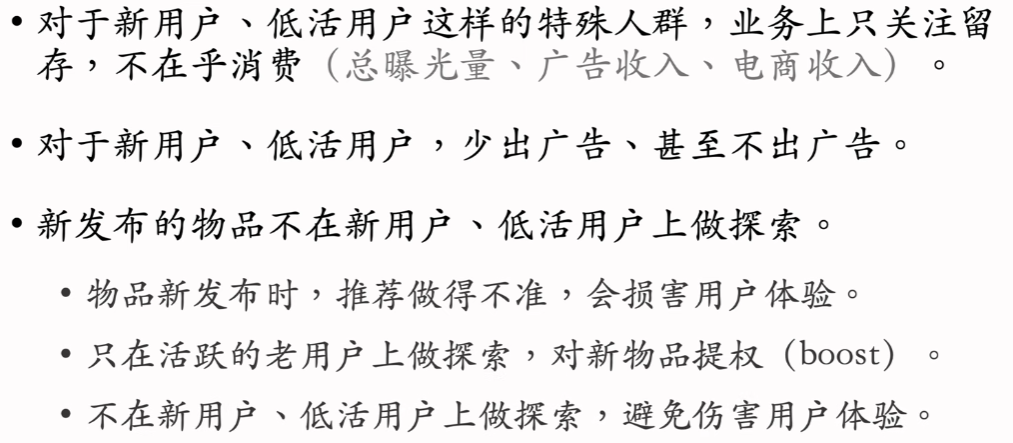 • 对于新用户、低活用户这样的特殊人群，业务上只关注留
存，不在乎消费（总曝光量、广告收入、电商收入）。
• 对于新用户、低活用户，少出广告、甚至不出广告。
• 新发布的物品不在新用户、低活用户上做探索。
• 物品新发布时，推荐做得不准，会损害用户体验。
• 只在活跃的老用户上做探索，对新物品提权（boost）。
• 不在新用户、低活用户上做探索，避免伤害用户体验。